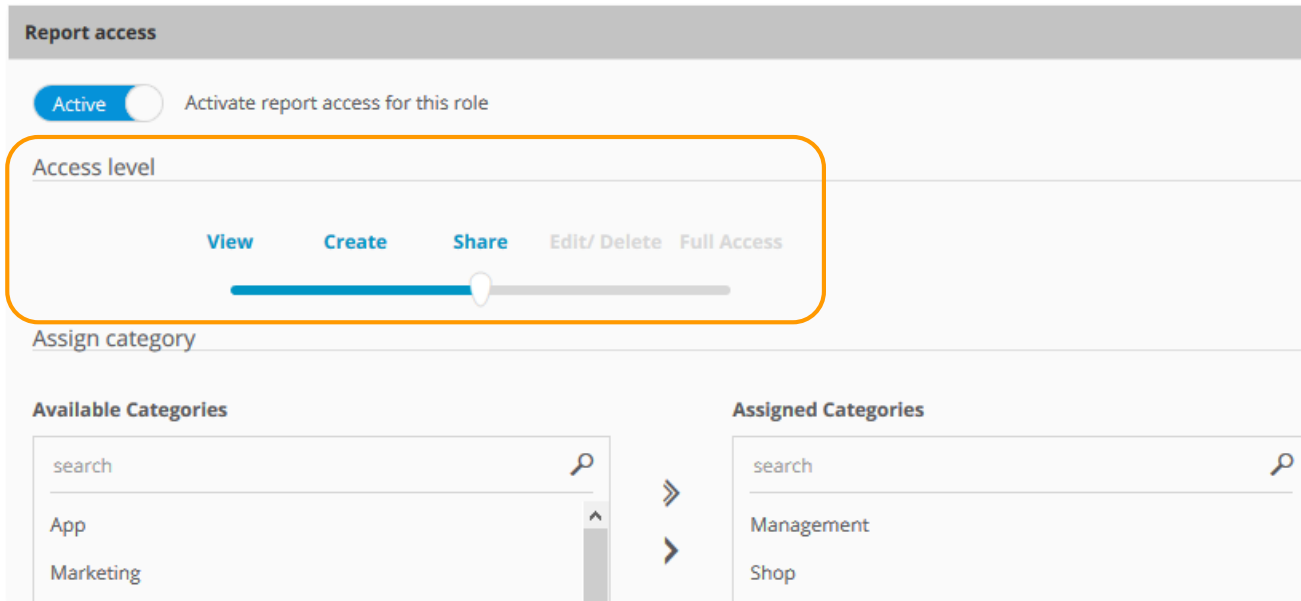 Report access
Active Activate report access for this role
Access level
View Create Share Edit/ Delete Full Access
Assign category
Available Categories Assigned Categories
search search
App Management
Marketing Shop